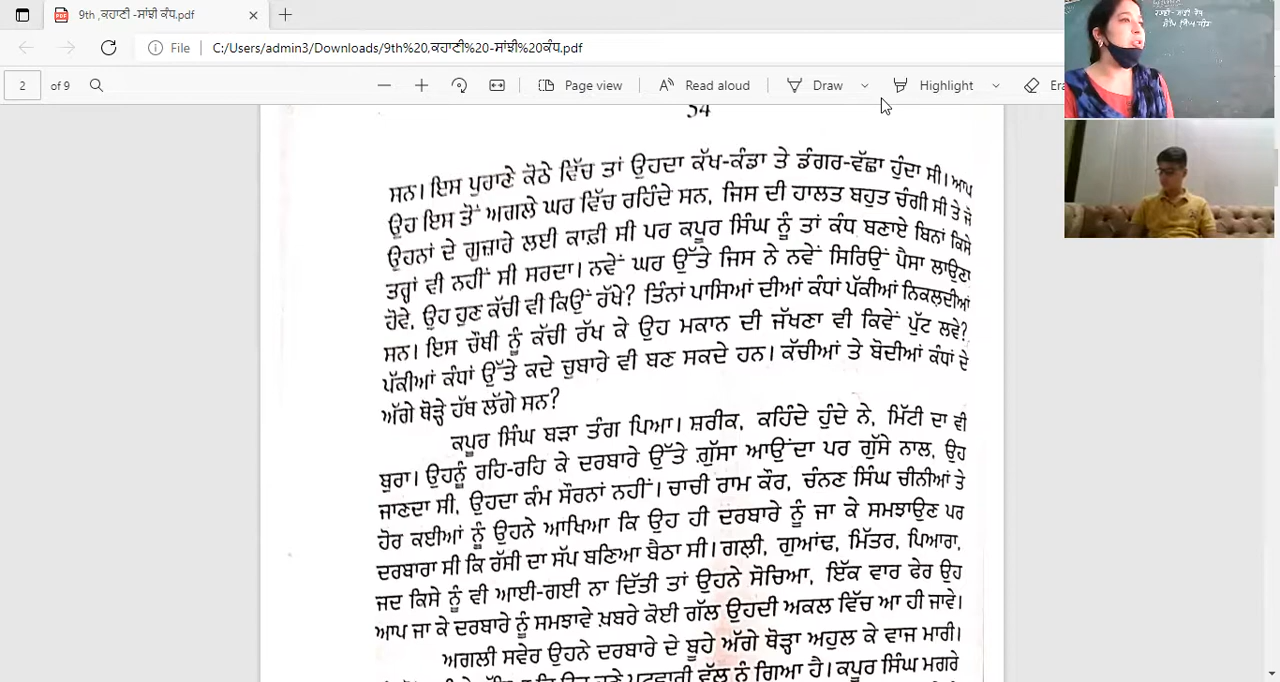 9th ,ਕਹਾਣੀ -ਸਾਂਝੀ ਕੰਧ.pdf
File C:/Users/admin3/Downloads/9th%20,ਕਹਾਣੀ%20-ਸਾਂਝੀ%20ਕੰਧ.pdf
2 of 9 Page view Read aloud Draw Highlight Era
54
ਸਨ। ਇਸ ਪੁਹਾਣੇ ਕੋਠੇ ਵਿੱਚ ਤਾਂ ਉਹਦਾ ਕੱਖ-ਕੰਡਾ ਤੇ ਡੰਗਰ-ਵੱਛਾ ਹੁੰਦਾ ਸੀ। ਆਪ
ਉਹ ਇਸ ਤੋਂ ਅਗਲੇ ਘਰ ਵਿੱਚ ਰਹਿੰਦੇ ਸਨ, ਜਿਸ ਦੀ ਹਾਲਤ ਬਹੁਤ ਚੰਗੀ ਸੀ ਤੇ ਜੋ
ਉਹਨਾਂ ਦੇ ਗੁਜ਼ਾਰੇ ਲਈ ਕਾਫ਼ੀ ਸੀ ਪਰ ਕਪੂਰ ਸਿੰਘ ਨੂੰ ਤਾਂ ਕੰਧ ਬਣਾਏ ਬਿਨਾਂ ਕਿਸੇ
ਤਰ੍ਹਾਂ ਵੀ ਨਹੀਂ ਸੀ ਸਰਦਾ। ਨਵੇਂ ਘਰ ਉੱਤੇ ਜਿਸ ਨੇ ਨਵੇਂ ਸਿਰਿਉਂ ਪੈਸਾ ਲਾਉਣਾ
ਹੋਵੇ, ਉਹ ਹੁਣ ਕੱਚੀ ਵੀ ਕਿਉਂ ਰੱਖੇ? ਤਿੰਨਾਂ ਪਾਸਿਆਂ ਦੀਆਂ ਕੰਧਾਂ ਪੱਕੀਆਂ ਨਿਕਲ਼ਦੀਆਂ
ਸਨ। ਇਸ ਚੌਥੀ ਨੂੰ ਕੱਚੀ ਰੱਖ ਕੇ ਉਹ ਮਕਾਨ ਦੀ ਜੱਖਣਾ ਵੀ ਕਿਵੇਂ ਪੁੱਟ ਲਵੇ?
ਪੱਕੀਆਂ ਕੰਧਾਂ ਉੱਤੇ ਕਦੇ ਚੁਬਾਰੇ ਵੀ ਬਣ ਸਕਦੇ ਹਨ। ਕੱਚੀਆਂ ਤੇ ਬੋਦੀਆਂ ਕੰਧਾਂ ਦੇ
ਅੱਗੇ ਥੋੜ੍ਹੇ ਹੱਥ ਲੱਗੇ ਸਨ?
ਕਪੂਰ ਸਿੰਘ ਬੜਾ ਤੰਗ ਪਿਆ। ਸ਼ਰੀਕ, ਕਹਿੰਦੇ ਹੁੰਦੇ ਨੇ, ਮਿੱਟੀ ਦਾ ਵੀ
ਬੁਰਾ। ਉਹਨੂੰ ਰਹਿ-ਰਹਿ ਕੇ ਦਰਬਾਰੇ ਉੱਤੇ ਗ਼ੁੱਸਾ ਆਉਂਦਾ ਪਰ ਗੁੱਸੇ ਨਾਲ, ਉਹ
ਜਾਣਦਾ ਸੀ, ਉਹਦਾ ਕੰਮ ਸੌਰਨਾਂ ਨਹੀਂ। ਚਾਚੀ ਰਾਮ ਕੌਰ, ਚੰਨਣ ਸਿੰਘ ਚੀਨੀਆਂ ਤੇ
ਹੋਰ ਕਈਆਂ ਨੂੰ ਉਹਨੇ ਆਖਿਆ ਕਿ ਉਹ ਹੀ ਦਰਬਾਰੇ ਨੂੰ ਜਾ ਕੇ ਸਮਝਾਉਣ ਪਰ
ਦਰਬਾਰਾ ਸੀ ਕਿ ਰੱਸੀ ਦਾ ਸੱਪ ਬਣਿਆ ਬੈਠਾ ਸੀ। ਗਲ਼ੀ, ਗੁਆਂਢ, ਮਿੱਤਰ, ਪਿਆਰਾ,
ਜਦ ਕਿਸੇ ਨੂੰ ਵੀ ਆਈ-ਗਈ ਨਾ ਦਿੱਤੀ ਤਾਂ ਉਹਨੇ ਸੋਚਿਆ, ਇੱਕ ਵਾਰ ਫੇਰ ਉਹ
ਆਪ ਜਾ ਕੇ ਦਰਬਾਰੇ ਨੂੰ ਸਮਝਾਵੇ ਖ਼ਬਰੇ ਕੋਈ ਗੱਲ ਉਹਦੀ ਅਕਲ ਵਿੱਚ ਆ ਹੀ ਜਾਵੇ।
ਅਗਲੀ ਸਵੇਰ ਉਹਨੇ ਦਰਬਾਰੇ ਦੇ ਬੂਹੇ ਅੱਗੇ ਥੋੜ੍ਹਾ ਅਹੁਲ ਕੇ ਵਾਜ ਮਾਰੀ।
ਪਟਵਾਰੀ ਵੱਲ ਨੂੰ ਗਿਆ ਹੈ। ਕਪੂਰ ਸਿੰਘ ਮਗਰੇ